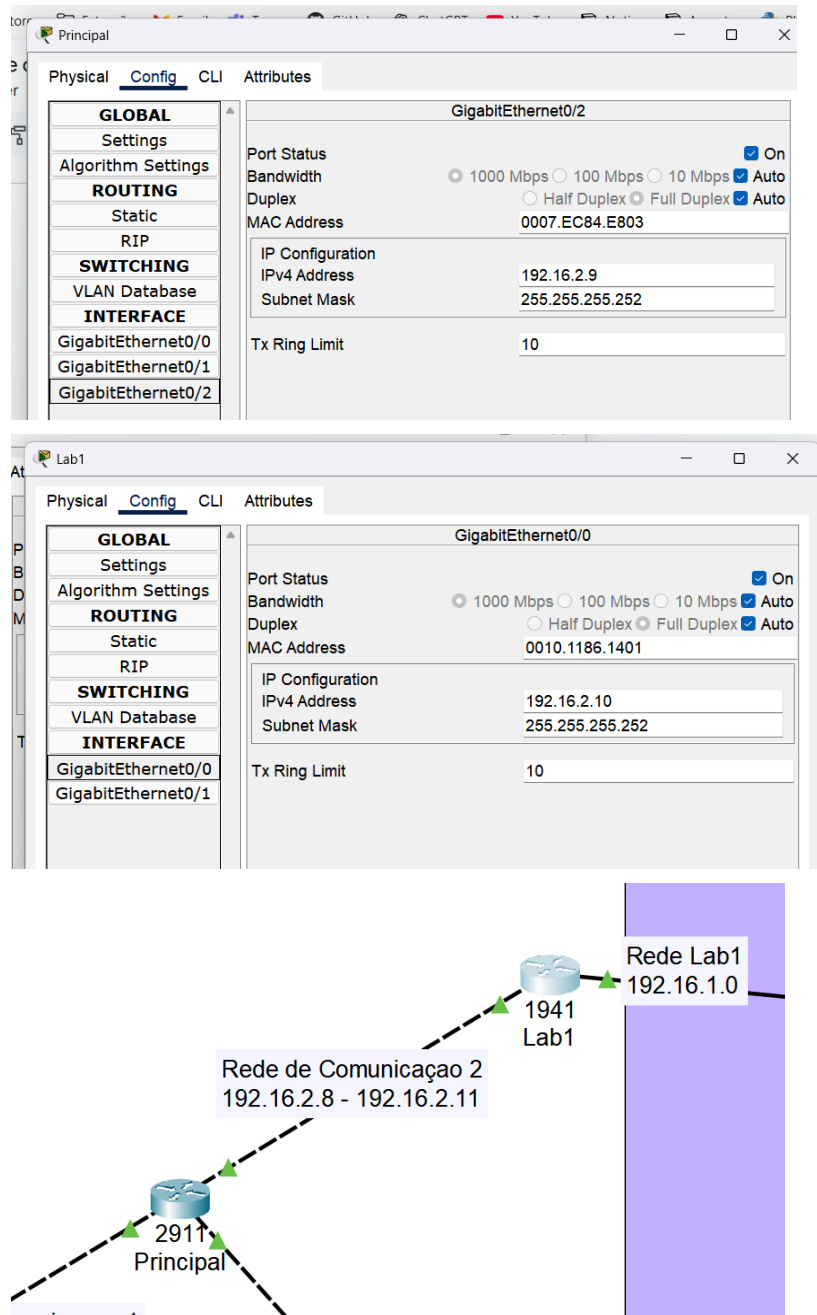 Principal
Physical Config CLI Attributes
GLOBAL
Settings
Algorithm Settings
ROUTING
Static
RIP
SWITCHING
VLAN Database
INTERFACE
GigabitEthernet0/0
GigabitEthernet0/1
GigabitEthernet0/2
GigabitEthernet0/2
Port Status On
Bandwidth 1000 Mbps 100 Mbps 10 Mbps Auto
Duplex Half Duplex Full Duplex Auto
MAC Address 0007.EC84.E803
IP Configuration
IPv4 Address 192.16.2.9
Subnet Mask 255.255.255.252
Tx Ring Limit 10
Lab1
Physical Config CLI Attributes
GLOBAL
Settings
Algorithm Settings
ROUTING
Static
RIP
SWITCHING
VLAN Database
INTERFACE
GigabitEthernet0/0
GigabitEthernet0/1
GigabitEthernet0/0
Port Status On
Bandwidth 1000 Mbps 100 Mbps 10 Mbps Auto
Duplex Half Duplex Full Duplex Auto
MAC Address 0010.1186.1401
IP Configuration
IPv4 Address 192.16.2.10
Subnet Mask 255.255.255.252
Tx Ring Limit 10
Rede Lab1
192.16.1.0
1941
Lab1
Rede de Comunicaçao 2
192.16.2.8 - 192.16.2.11
2911
Principal